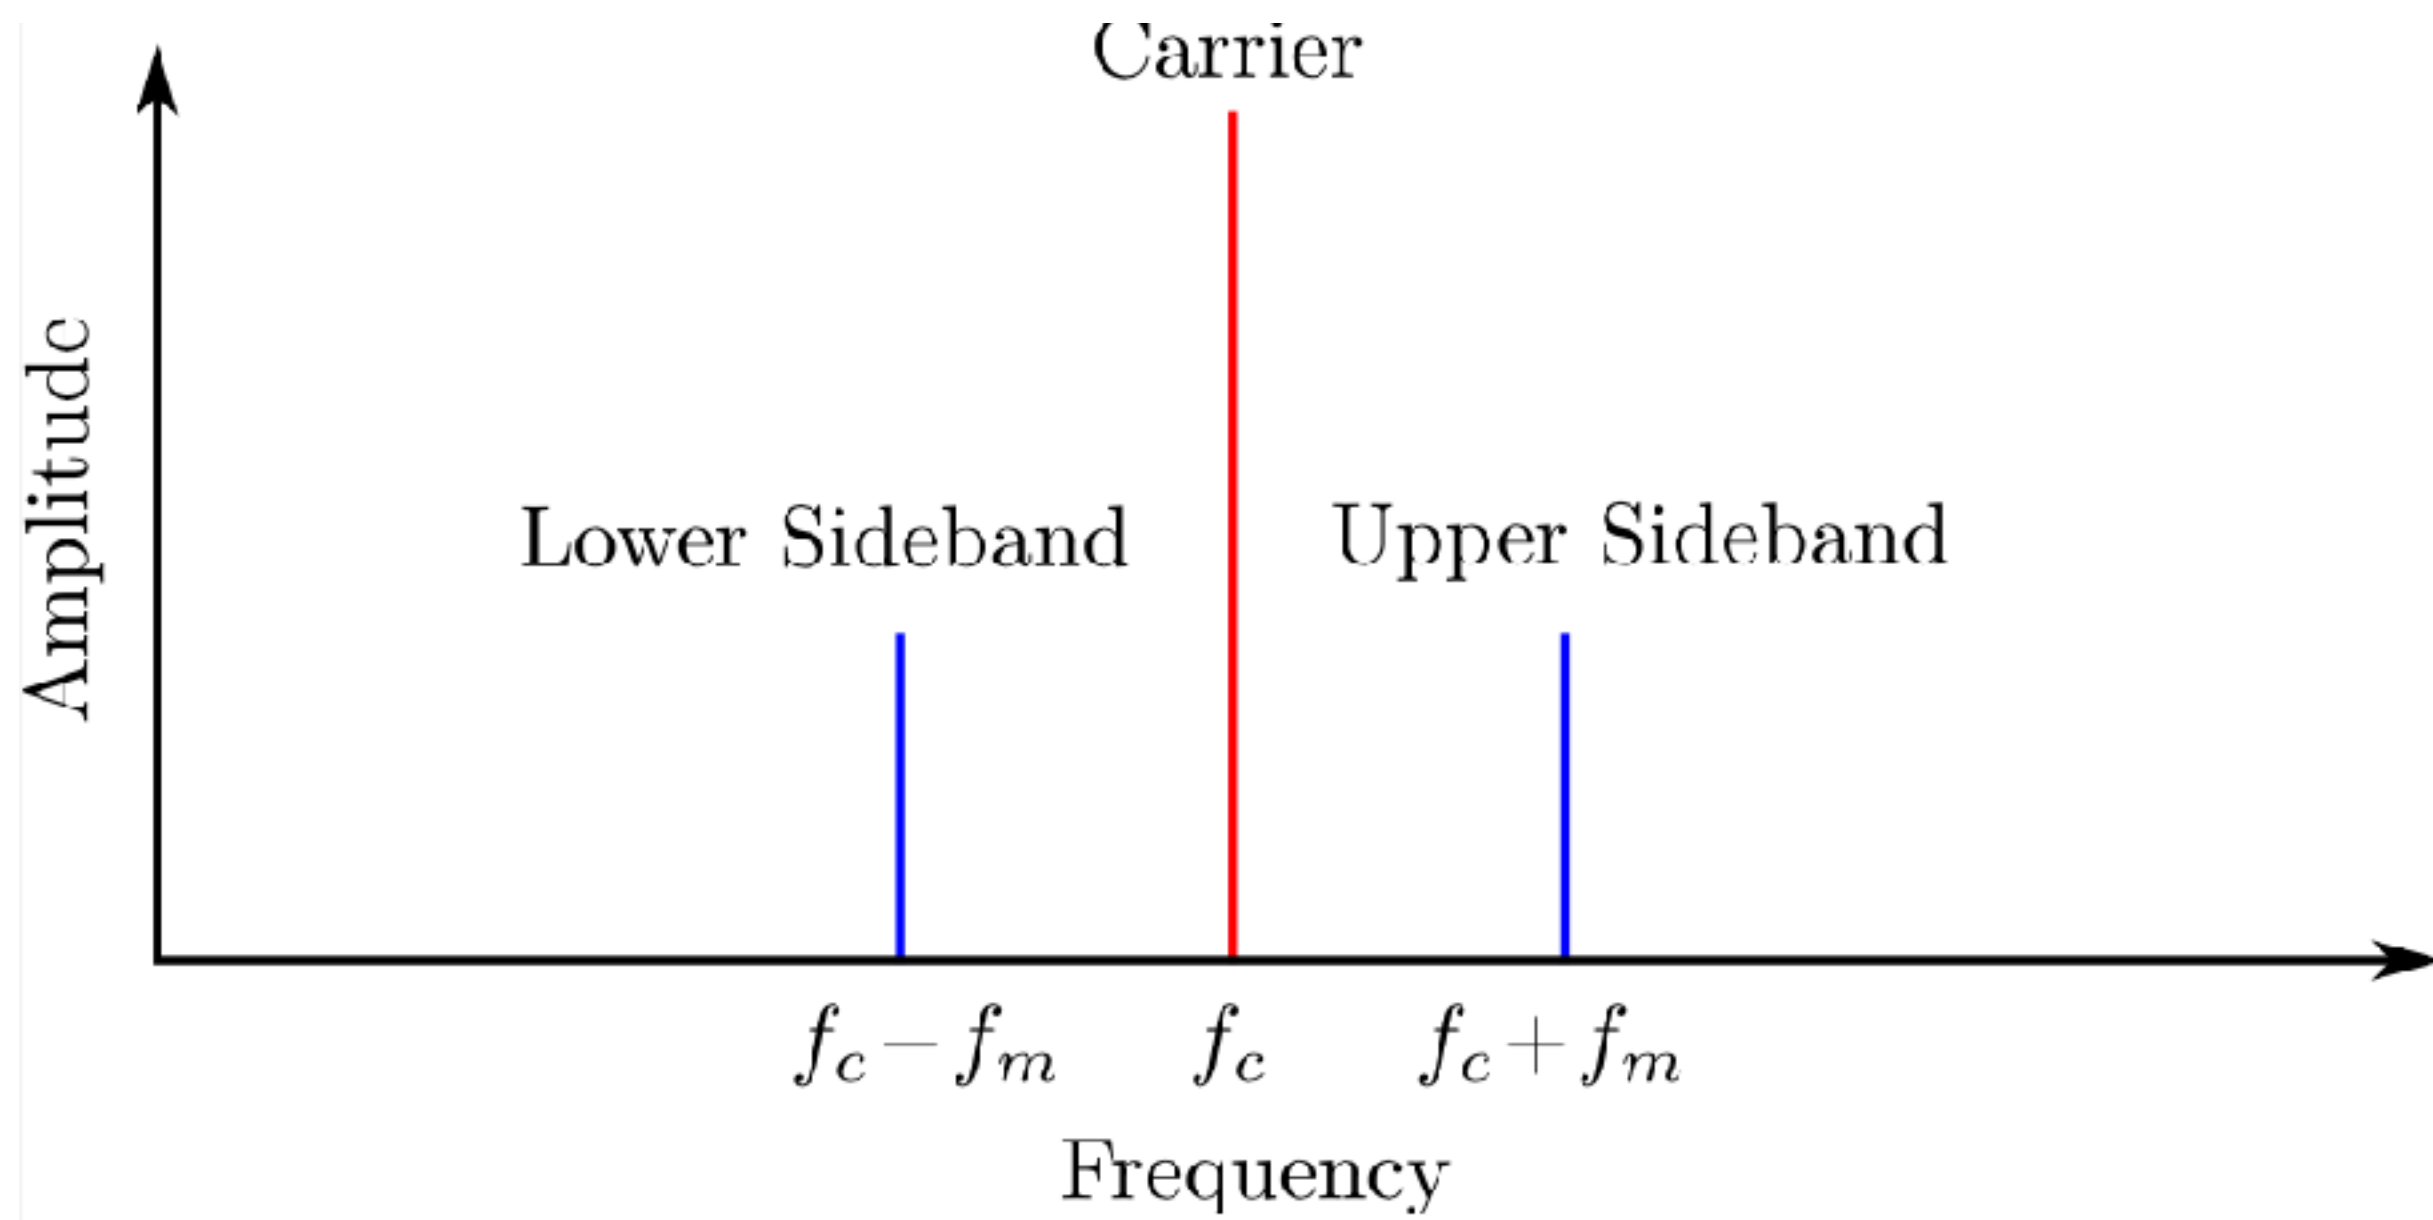 Carrier
Amplitude
Lower Sideband
Upper Sideband
f_c − f_m
f_c
f_c + f_m
Frequency